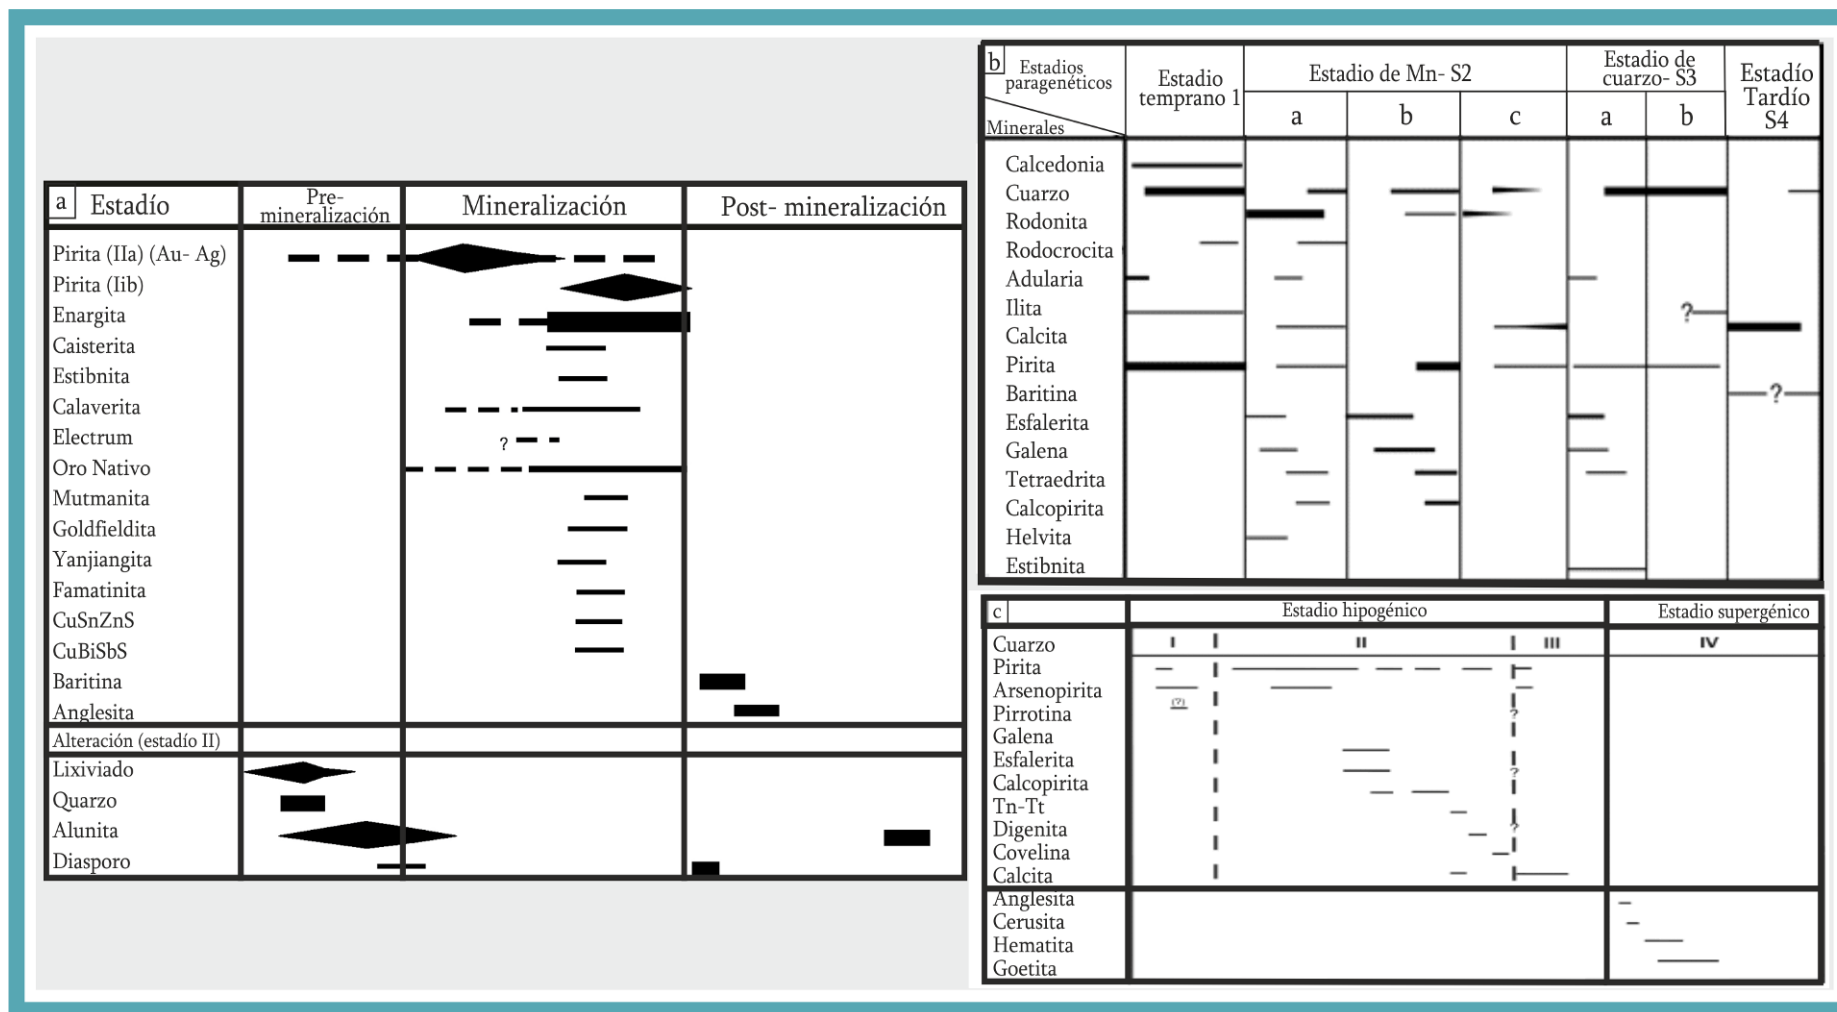 a
Estadío
Pre-
mineralización
Mineralización
Post- mineralización
Pirita (IIa) (Au- Ag)
Pirita (Iib)
Enargita
Caisterita
Estibnita
Calaverita
Electrum
?
Oro Nativo
Mutmanita
Goldfieldita
Yanjiangita
Famatinita
CuSnZnS
CuBiSbS
Baritina
Anglesita
Alteración (estadío II)
Lixiviado
Quarzo
Alunita
Diasporo
b
Estadios
paragenéticos
Minerales
Estadio
temprano 1
Estadio de Mn- S2
a
b
c
Estadio de
cuarzo- S3
a
b
Estadío
Tardío
S4
Calcedonia
Cuarzo
Rodonita
Rodocrocita
Adularia
Ilita
?
Calcita
Pirita
Baritina
?
Esfalerita
Galena
Tetraedrita
Calcopirita
Helvita
Estibnita
c
Estadio hipogénico
Estadio supergénico
Cuarzo
I
II
III
IV
Pirita
Arsenopirita
(?)
Pirrotina
?
Galena
Esfalerita
?
Calcopirita
Tn-Tt
Digenita
?
Covelina
Calcita
Anglesita
Cerusita
Hematita
Goetita